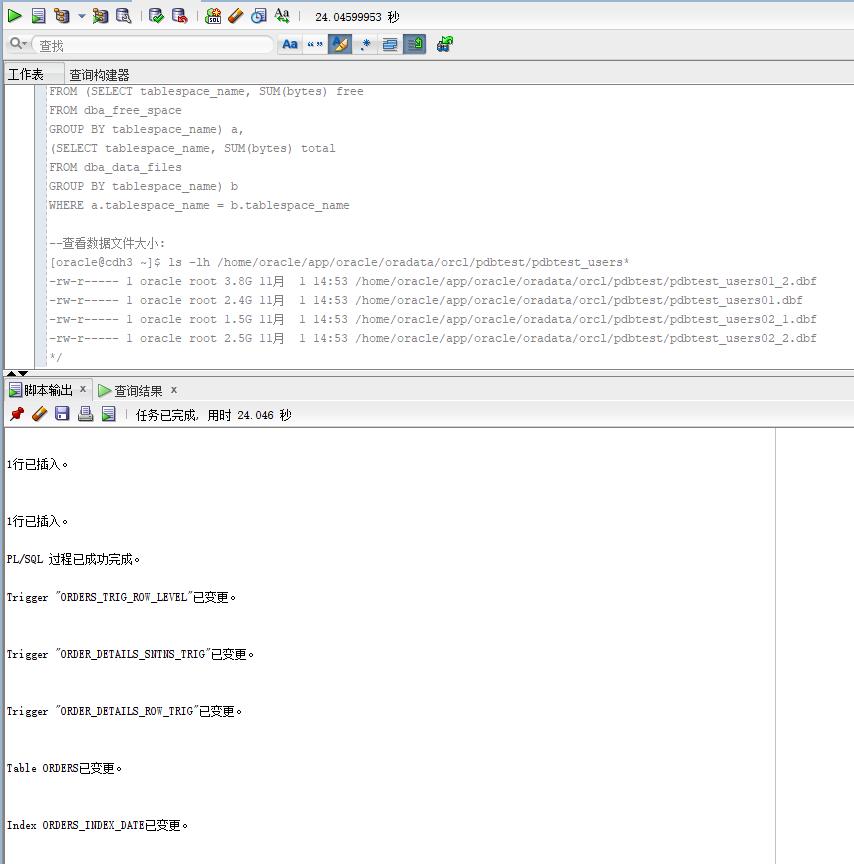 24.04599953 秒
查找
Aa “” .*
工作表 查询构建器
FROM (SELECT tablespace_name, SUM(bytes) free
FROM dba_free_space
GROUP BY tablespace_name) a,
(SELECT tablespace_name, SUM(bytes) total
FROM dba_data_files
GROUP BY tablespace_name) b
WHERE a.tablespace_name = b.tablespace_name
--查看数据文件大小:
[oracle@cdh3 ~]$ ls -lh /home/oracle/app/oracle/oradata/orcl/pdbtest/pdbtest_users*
-rw-r----- 1 oracle root 3.8G 11月  1 14:53 /home/oracle/app/oracle/oradata/orcl/pdbtest/pdbtest_users01_2.dbf
-rw-r----- 1 oracle root 2.4G 11月  1 14:53 /home/oracle/app/oracle/oradata/orcl/pdbtest/pdbtest_users01.dbf
-rw-r----- 1 oracle root 1.5G 11月  1 14:53 /home/oracle/app/oracle/oradata/orcl/pdbtest/pdbtest_users02_1.dbf
-rw-r----- 1 oracle root 2.5G 11月  1 14:53 /home/oracle/app/oracle/oradata/orcl/pdbtest/pdbtest_users02_2.dbf
*/
脚本输出 x 查询结果 x
任务已完成, 用时 24.046 秒
1行已插入。
1行已插入。
PL/SQL 过程已成功完成。
Trigger "ORDERS_TRIG_ROW_LEVEL"已变更。
Trigger "ORDER_DETAILS_SNTNS_TRIG"已变更。
Trigger "ORDER_DETAILS_ROW_TRIG"已变更。
Table ORDERS已变更。
Index ORDERS_INDEX_DATE已变更。